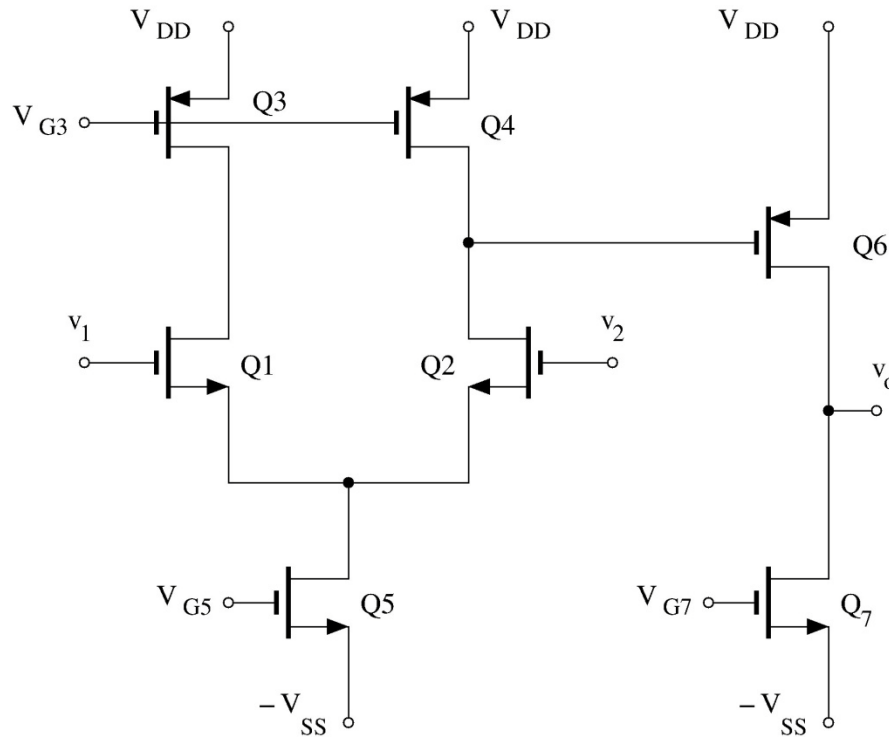 V DD
V DD
V DD
V G3
Q3
Q4
Q6
v 1
Q1
Q2
v 2
v o
V G5
Q5
V G7
Q 7
−V SS
−V SS